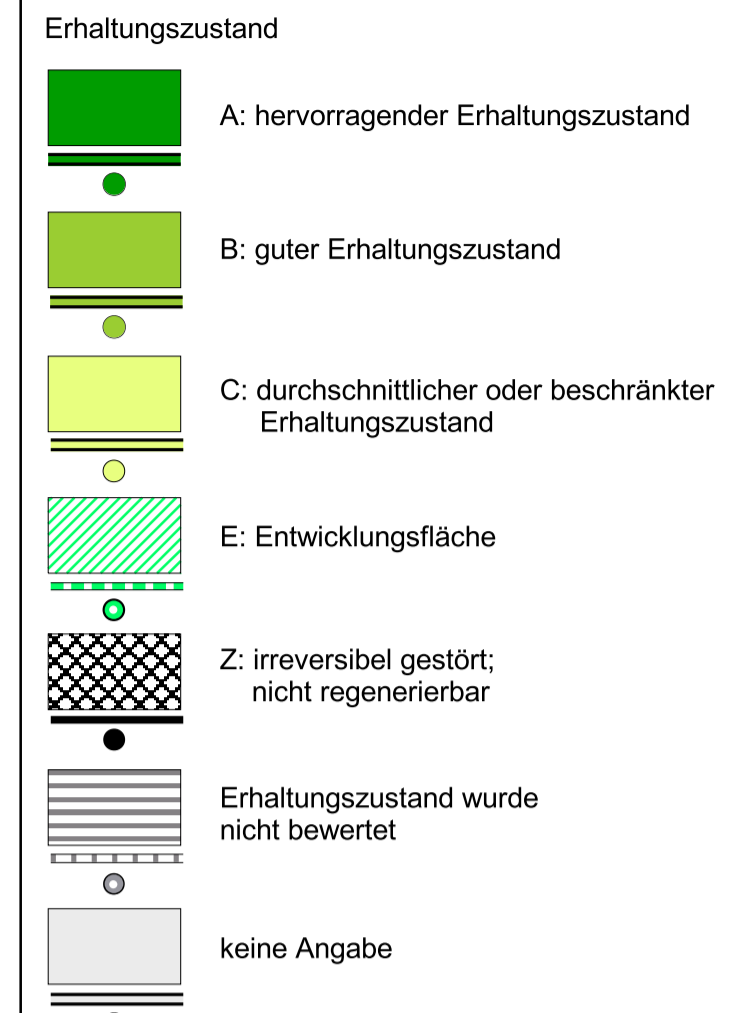 Erhaltungszustand
A: hervorragender Erhaltungszustand
B: guter Erhaltungszustand
C: durchschnittlicher oder beschränkter
Erhaltungszustand
E: Entwicklungsfläche
Z: irreversibel gestört;
nicht regenerierbar
Erhaltungszustand wurde
nicht bewertet
keine Angabe